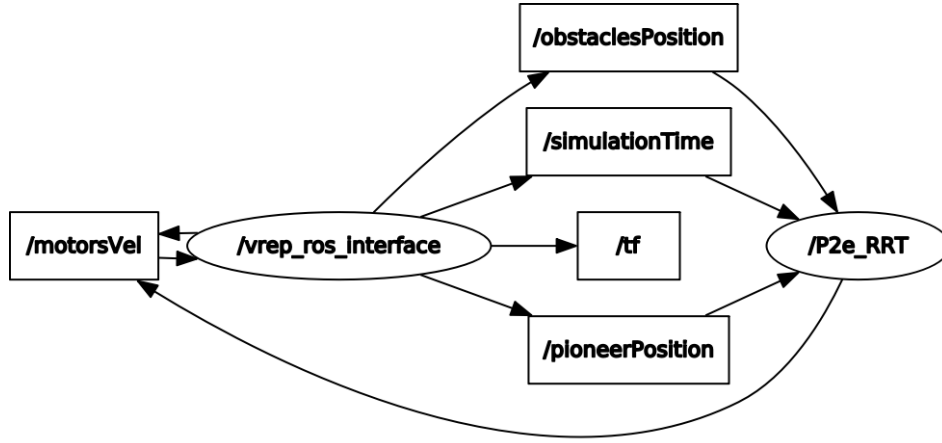 /obstaclesPosition
/simulationTime
/motorsVel
/vrep_ros_interface
/tf
/P2e_RRT
/pioneerPosition